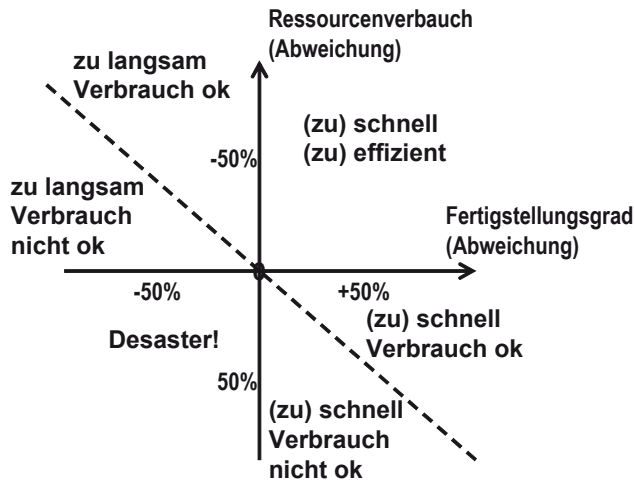 Ressourcenverbauch
(Abweichung)
zu langsam
Verbrauch ok
(zu) schnell
(zu) effizient
-50%
zu langsam
Verbrauch
nicht ok
Fertigstellungsgrad
(Abweichung)
0
-50%
+50%
(zu) schnell
Verbrauch ok
Desaster!
50%
(zu) schnell
Verbrauch
nicht ok